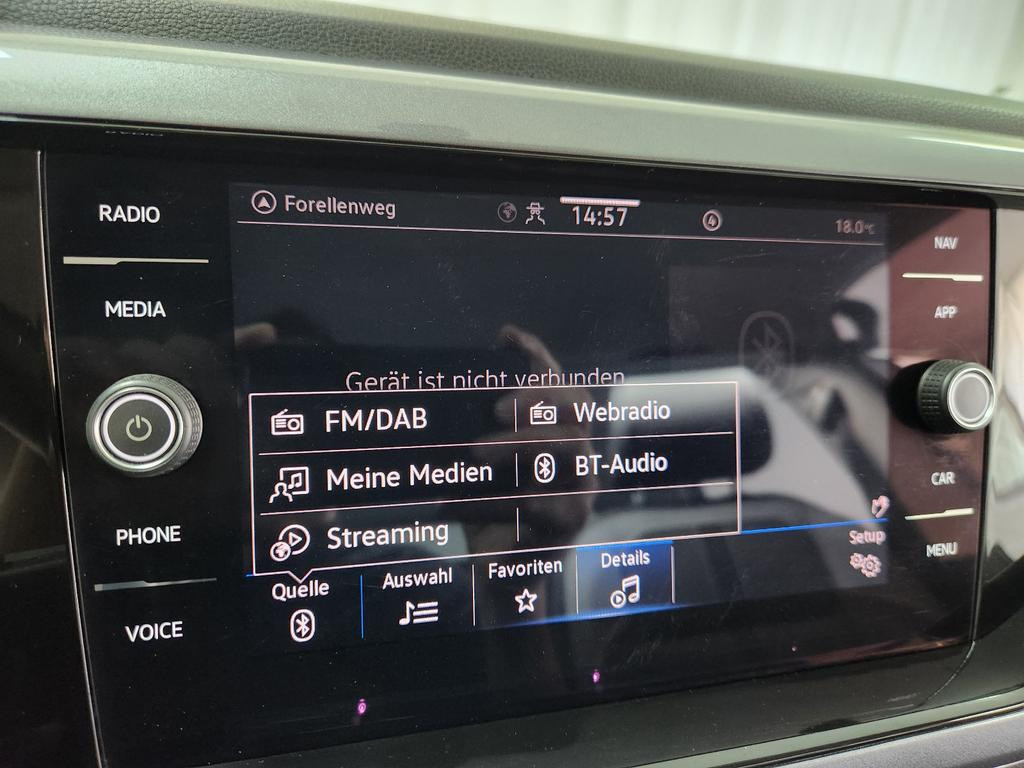 RADIO
MEDIA
PHONE
VOICE
Forellenweg
14:57
4
18.0°C
Gerät ist nicht verbunden
FM/DAB
Webradio
Meine Medien
BT-Audio
Streaming
Quelle
Auswahl
Favoriten
Details
Setup
NAV
APP
CAR
MENU